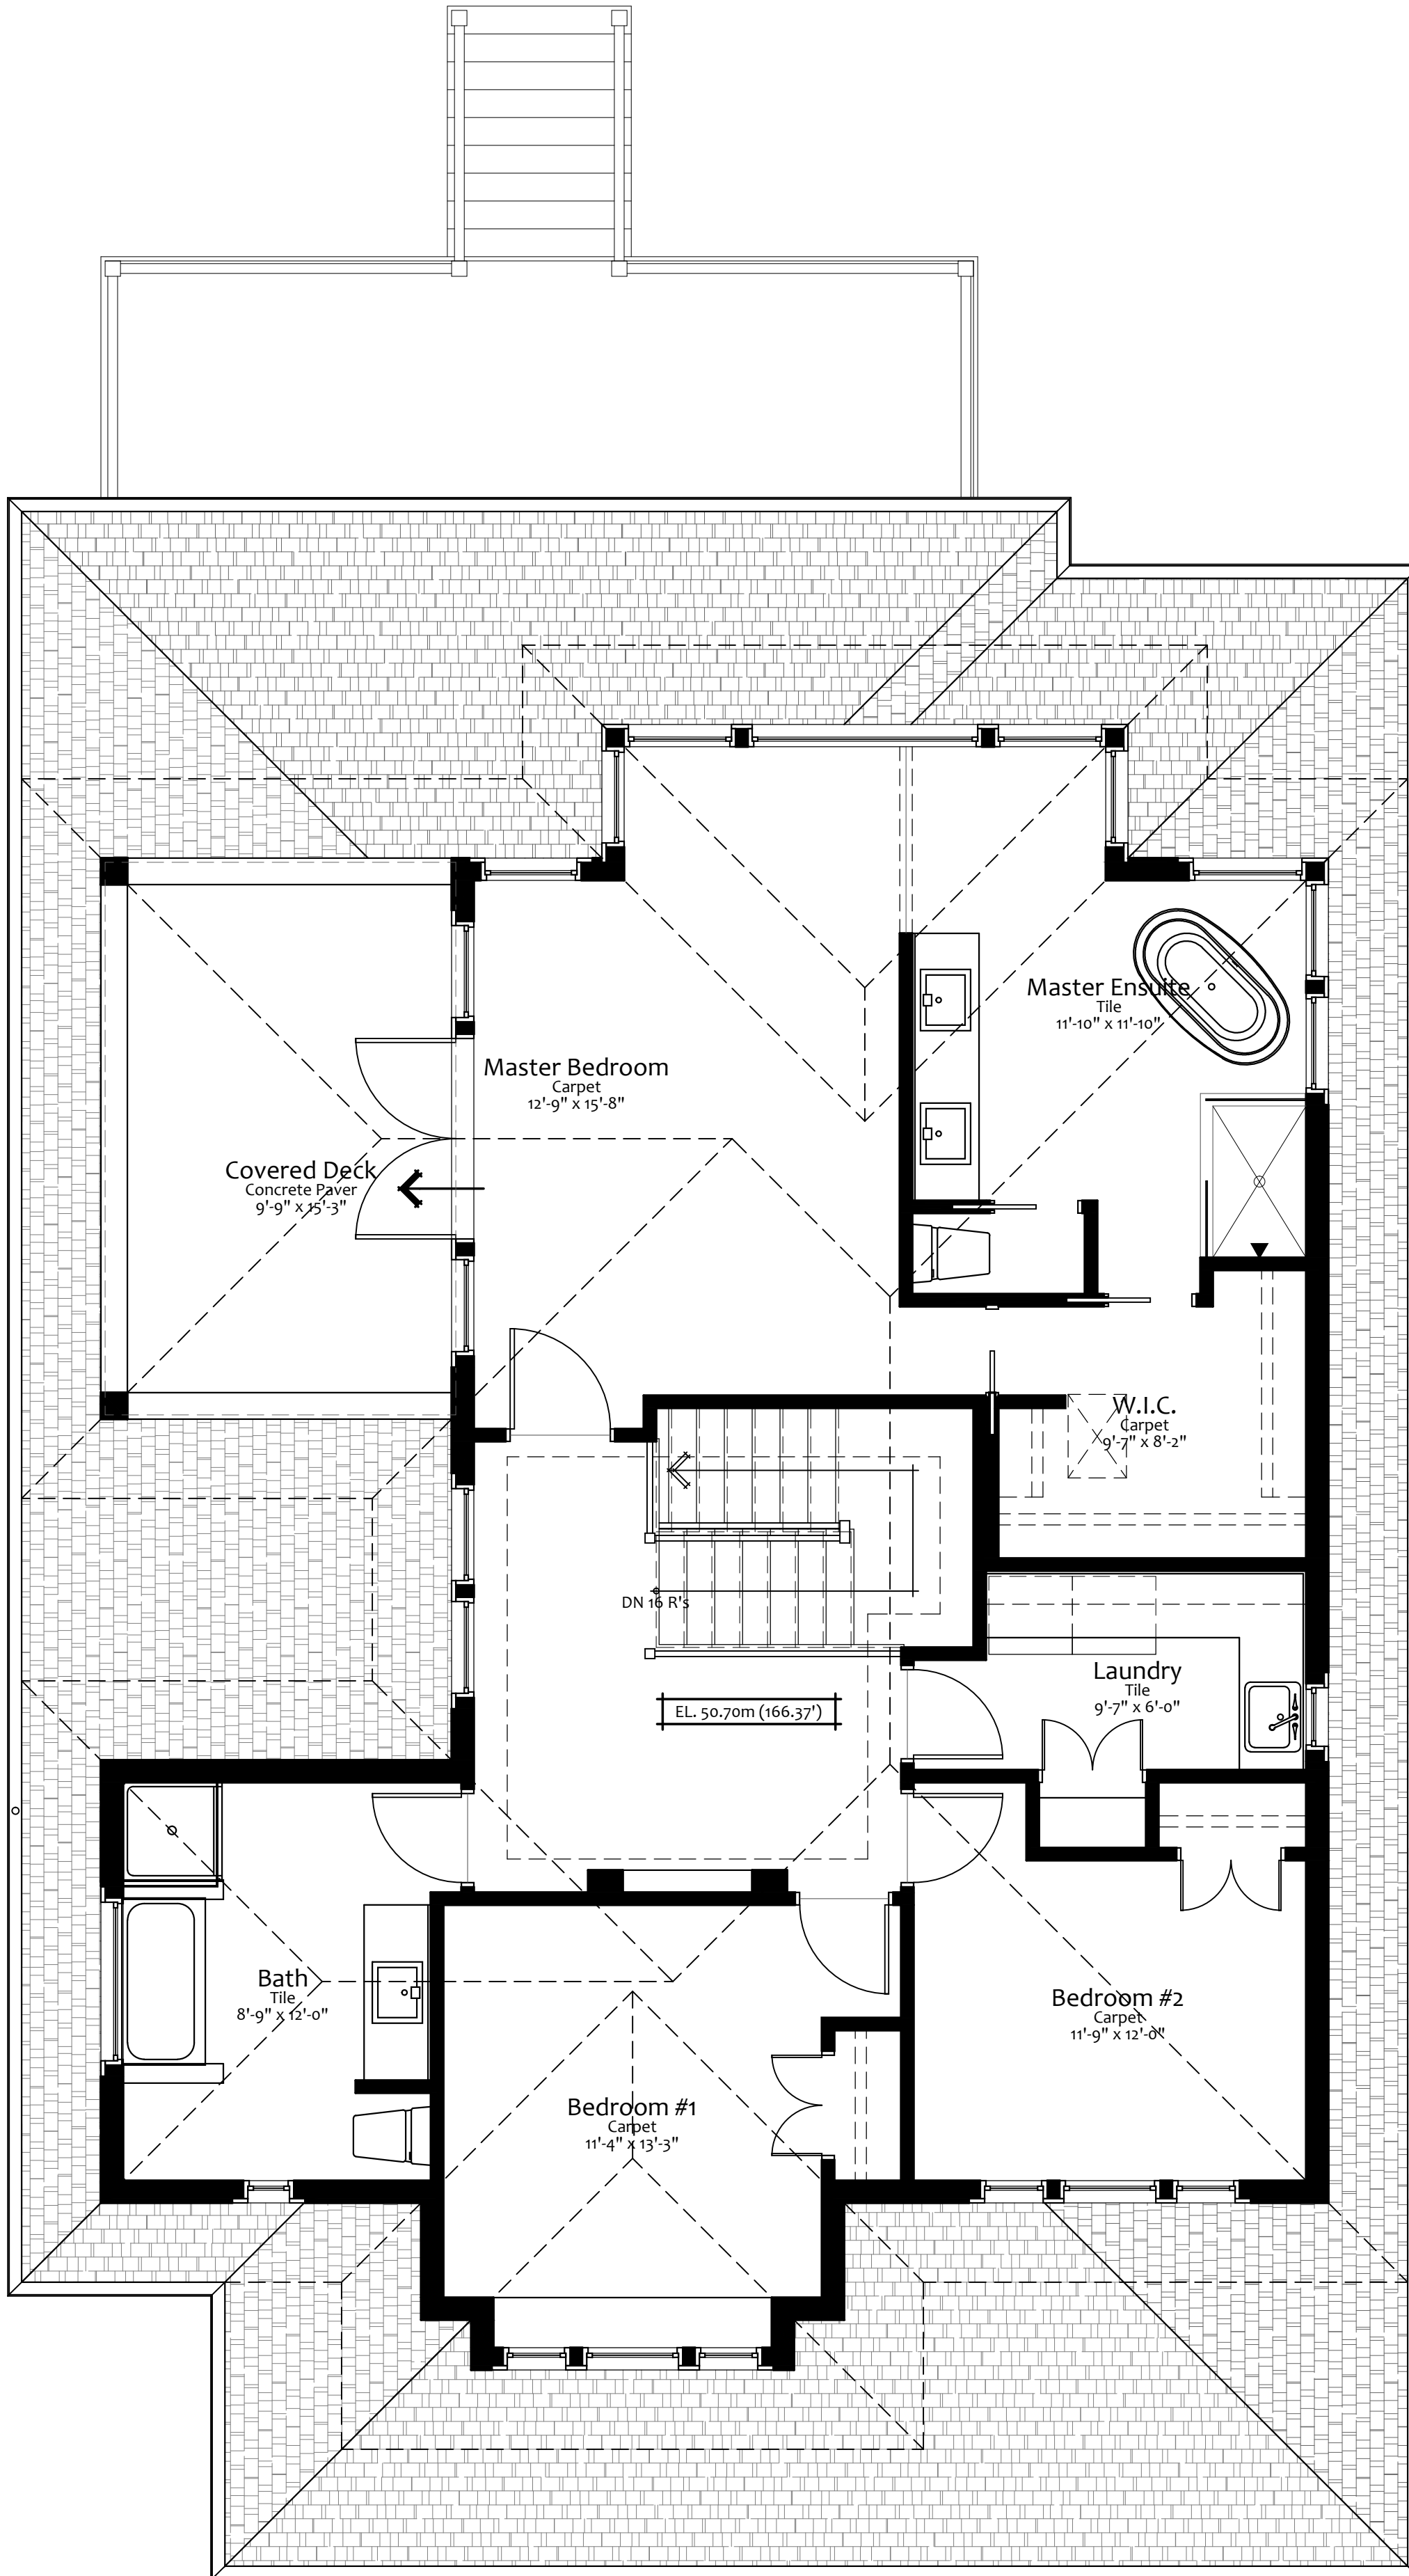 Master Ensuite
Tile
11'-10" x 11'-10"
Master Bedroom
Carpet
12'-9" x 15'-8"
Covered Deck
Concrete Paver
9'-9" x 15'-3"
W.I.C.
Carpet
9'-7" x 8'-2"
DN 16 R's
Laundry
Tile
9'-7" x 6'-0"
EL. 50.70m (166.37')
Bath
Tile
8'-9" x 12'-0"
Bedroom #2
Carpet
11'-9" x 12'-0"
Bedroom #1
Carpet
11'-4" x 13'-3"